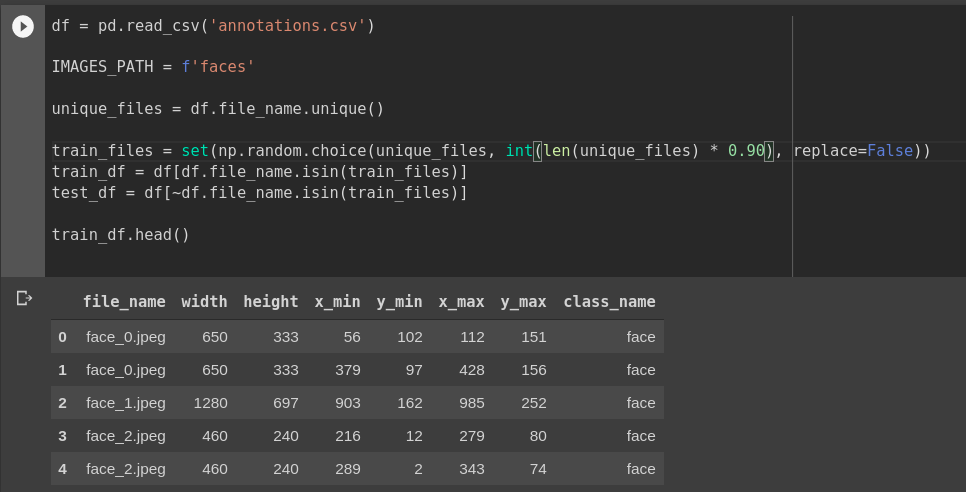 df = pd.read_csv('annotations.csv')
IMAGES_PATH = f'faces'
unique_files = df.file_name.unique()
train_files = set(np.random.choice(unique_files, int(len(unique_files) * 0.90), replace=False))
train_df = df[df.file_name.isin(train_files)]
test_df = df[~df.file_name.isin(train_files)]
train_df.head()
file_name width height x_min y_min x_max y_max class_name
0 face_0.jpeg 650 333 56 102 112 151 face
1 face_0.jpeg 650 333 379 97 428 156 face
2 face_1.jpeg 1280 697 903 162 985 252 face
3 face_2.jpeg 460 240 216 12 279 80 face
4 face_2.jpeg 460 240 289 2 343 74 face